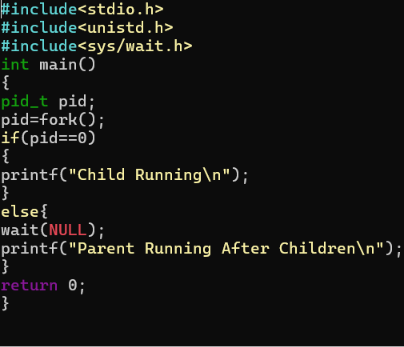 #include<stdio.h>
#include<unistd.h>
#include<sys/wait.h>
int main()
{
pid_t pid;
pid=fork();
if(pid==0)
{
printf("Child Running\n");
}
else{
wait(NULL);
printf("Parent Running After Children\n");
}
return 0;
}